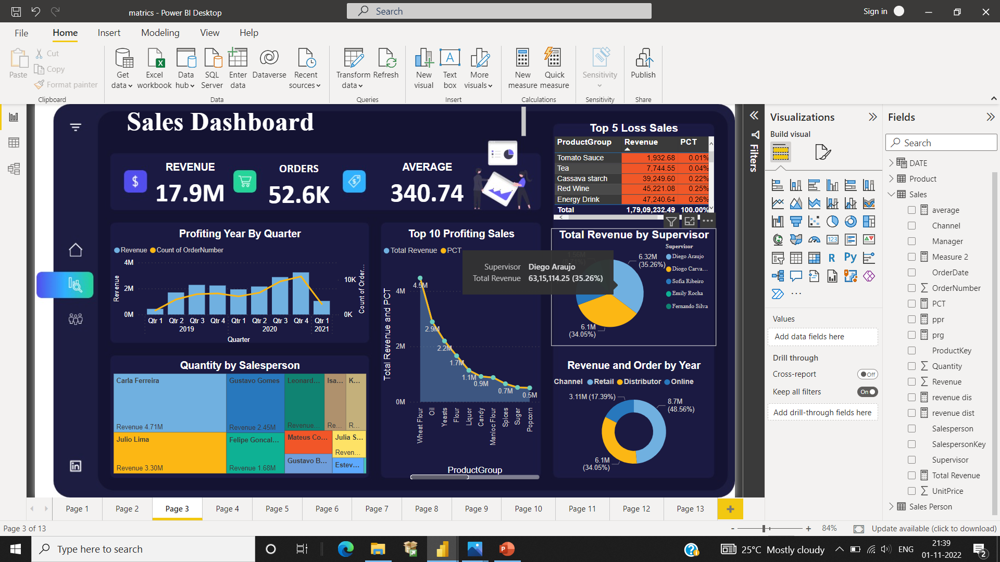 matrics - Power BI Desktop
Search
Sign in
File
Home
Insert
Modeling
View
Help
Paste
Cut
Copy
Format painter
Clipboard
Get data
Excel workbook
Data hub
SQL Server
Enter data
Dataverse
Recent sources
Data
Transform data
Refresh
Queries
New visual
Text box
More visuals
Insert
New measure
Quick measure
Calculations
Sensitivity
Sensitivity
Publish
Share
Sales Dashboard
REVENUE
17.9M
ORDERS
52.6K
AVERAGE
340.74
Top 5 Loss Sales
ProductGroup Revenue PCT
Tomato Sauce 1,932.68 0.01%
Tea 7,744.55 0.04%
Cassava starch 39,249.60 0.22%
Red Wine 45,221.08 0.25%
Energy Drink 47,240.64 0.26%
Total 1,79,09,232.49 100.00%
Profiting Year By Quarter
Revenue Count of OrderNumber
Revenue
4M
2M
0M
10K
0K
Count of Order...
Qtr 1 Qtr 2 Qtr 3 Qtr 4 Qtr 1 Qtr 2 Qtr 3 Qtr 4 Qtr 1
2019 2020 2021
Quarter
Top 10 Profiting Sales
Total Revenue PCT
Total Revenue and PCT
4M
2M
0M
4.5M
2.9M
2.2M
1.7M
1.1M
0.9M
0.7M
0.5M
Wheat Flour
Oil
Yeasts
Flour
Liquor
Candy
Manioc Flour
Spices
Sugar
Popcorn
ProductGroup
Total Revenue by Supervisor
Supervisor
Diego Araujo
Diogo Carva...
Sofia Ribeiro
Emily Rocha
Fernando Silva
6.32M
(35.26%)
6.1M
(34.05%)
Supervisor Diego Araujo
Total Revenue 63,15,114.25 (35.26%)
Quantity by Salesperson
Carla Ferreira
Revenue 4.71M
Julio Lima
Revenue 3.30M
Gustavo Gomes
Revenue 2.45M
Felipe Goncal...
Revenue 1.68M
Leonard...
Revenue...
Isa...
Re...
K...
R...
Mateus Co...
Gustavo B...
Julia S...
Reven...
Estev...
Revenue and Order by Year
Channel Retail Distributor Online
3.11M (17.39%)
8.7M
(48.56%)
6.1M
(34.05%)
Filters
Visualizations
Build visual
123
R
Py
...
Values
Add data fields here
Drill through
Cross-report
Off
Keep all filters
On
Add drill-through fields here
Fields
Search
DATE
Product
Sales
average
Channel
Manager
Measure 2
OrderDate
OrderNumber
PCT
ppr
prg
ProductKey
Quantity
Revenue
revenue dis
revenue dist
Salesperson
SalespersonKey
Supervisor
Total Revenue
UnitPrice
Sales Person
Page 1
Page 2
Page 3
Page 4
Page 5
Page 6
Page 7
Page 8
Page 9
Page 10
Page 11
Page 12
Page 13
Page 3 of 13
84%
Update available (click to download)
Type here to search
25°C Mostly cloudy
ENG
21:39
01-11-2022
2